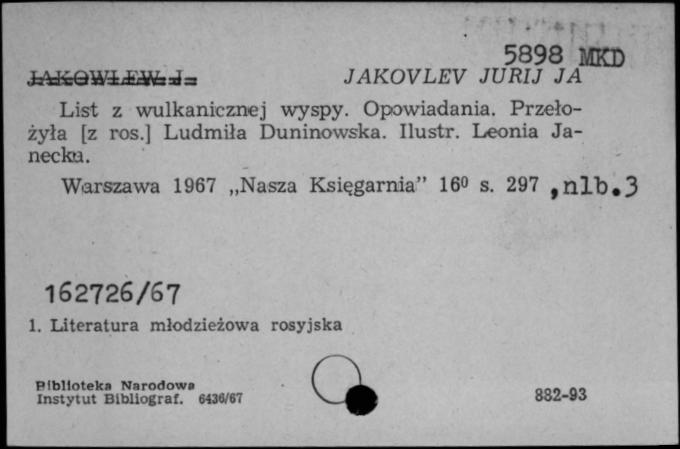 5898 MKD
JAKOWLEW J. JAKOVLEV JURIJ JA
List z wulkanicznej wyspy. Opowiadania. Przeło-
żyła [z ros.] Ludmiła Duninowska. Ilustr. Leonia Ja-
necka.
Warszawa 1967 „Nasza Księgarnia” 16⁰ s. 297 ,nlb.3
162726/67
1. Literatura młodzieżowa rosyjska
Biblioteka Narodowa
Instytut Bibliograf. 6436/67 882-93